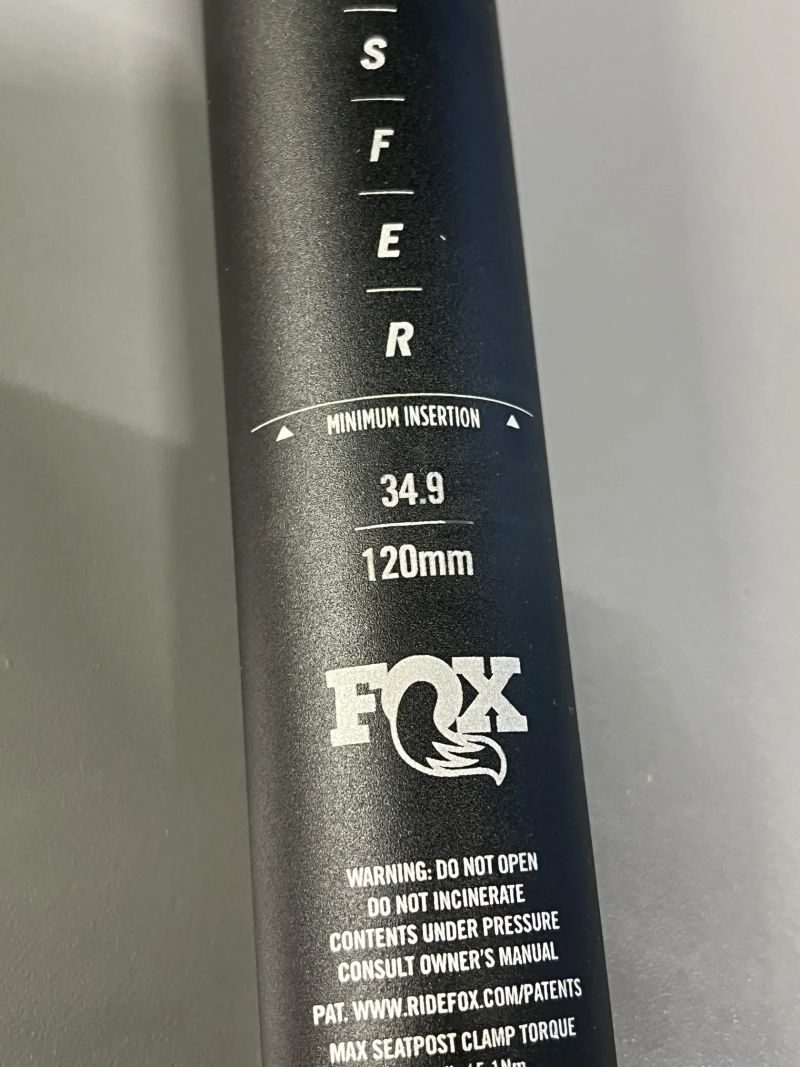 S
F
E
R
MINIMUM INSERTION
34.9
120mm
FOX
WARNING: DO NOT OPEN
DO NOT INCINERATE
CONTENTS UNDER PRESSURE
CONSULT OWNER'S MANUAL
PAT. WWW.RIDEFOX.COM/PATENTS
MAX SEATPOST CLAMP TORQUE